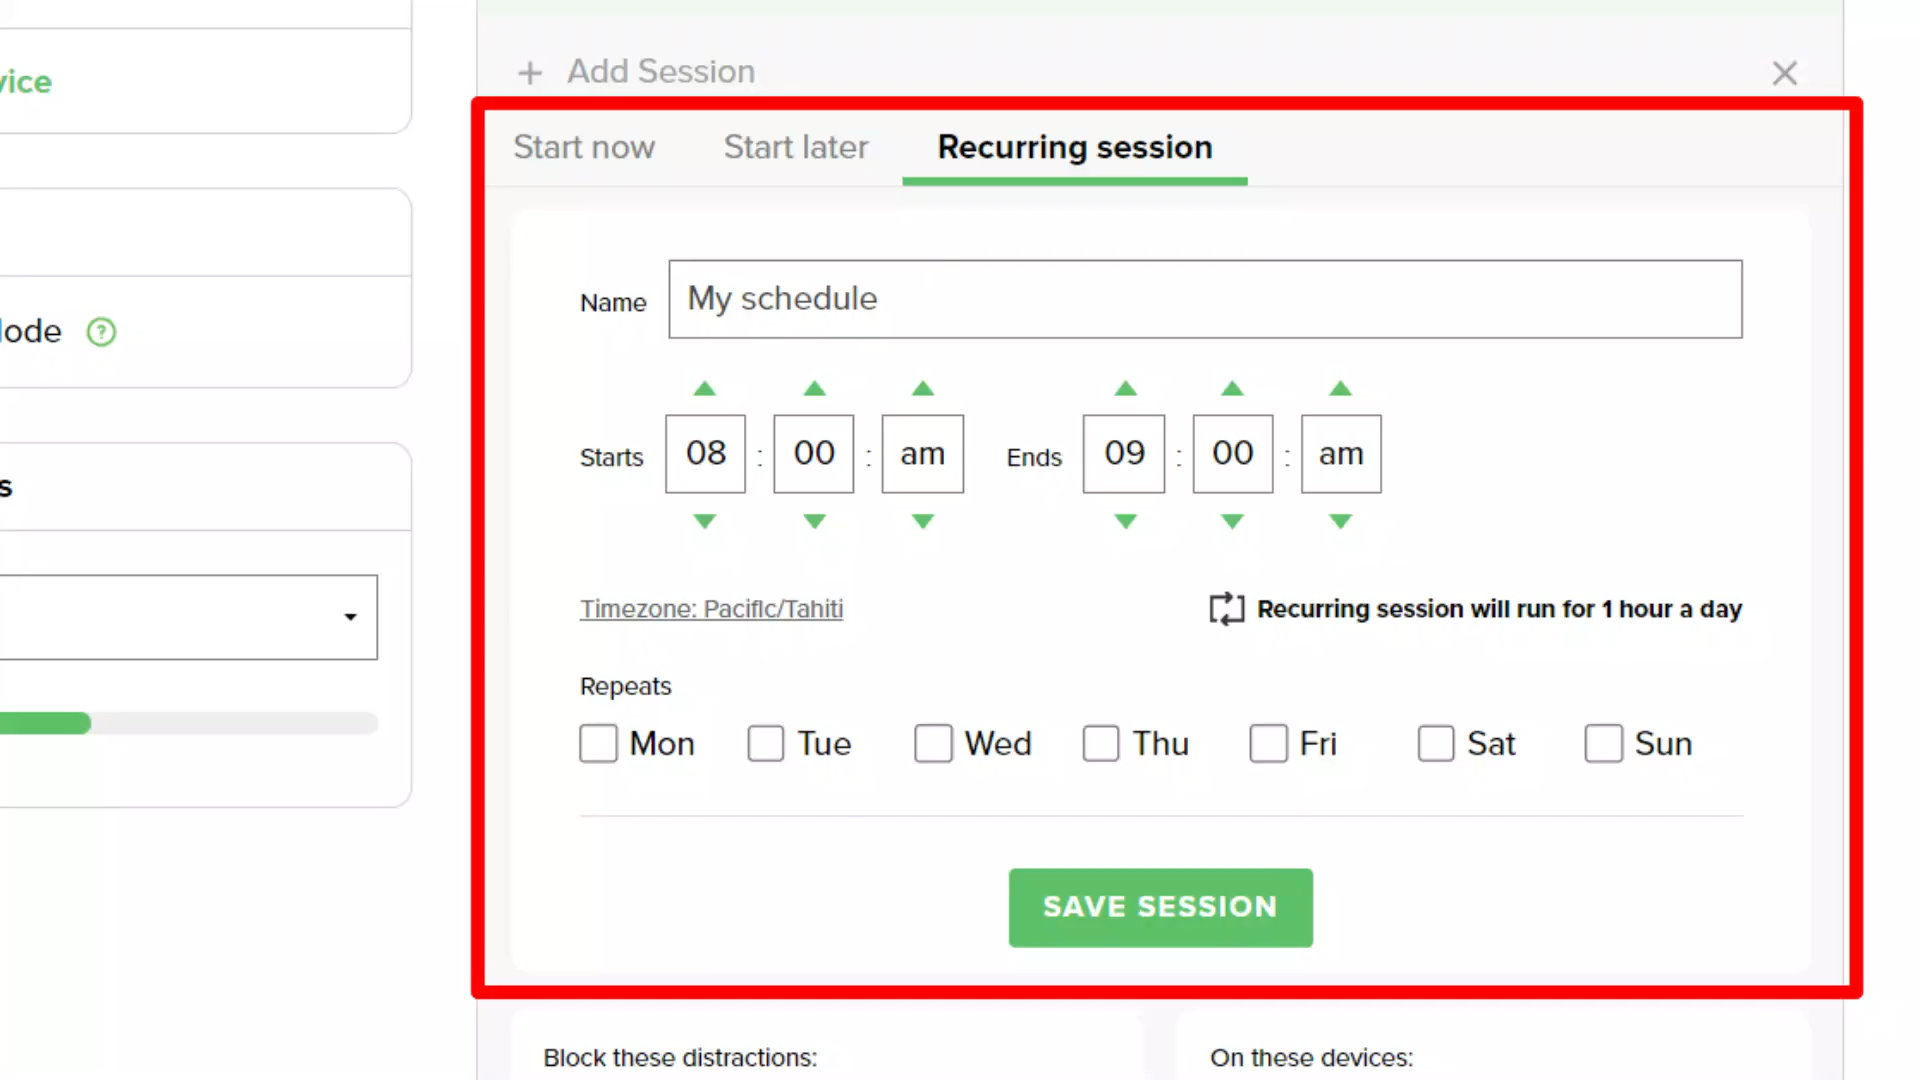 + Add Session
vice
Start now Start later Recurring session
Name My schedule
ode ?
Starts 08 : 00 : am Ends 09 : 00 : am
s
Timezone: Pacific/Tahiti Recurring session will run for 1 hour a day
Repeats
Mon Tue Wed Thu Fri Sat Sun
SAVE SESSION
Block these distractions: On these devices: